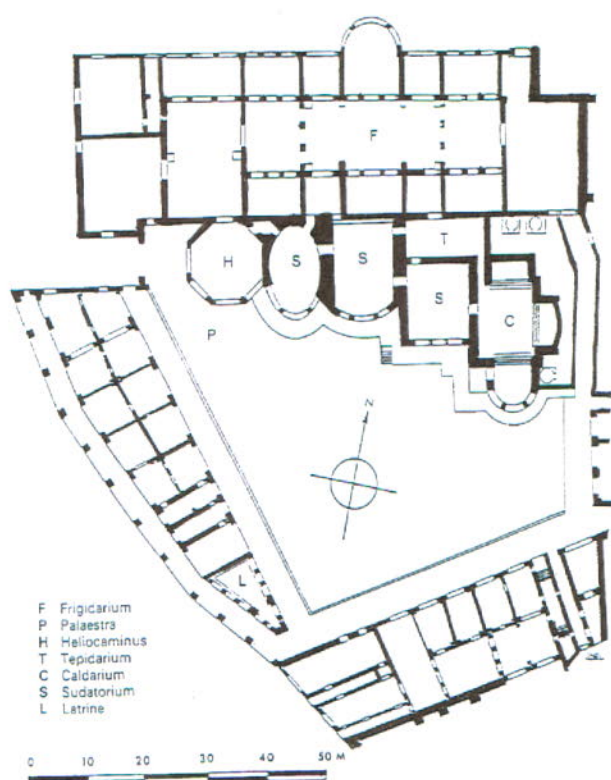 F
T
H
S
S
S
C
P
N
L
F Frigidarium
P Palaestra
H Heliocaminus
T Tepidarium
C Caldarium
S Sudatorium
L Latrine
0 10 20 30 40 50 M